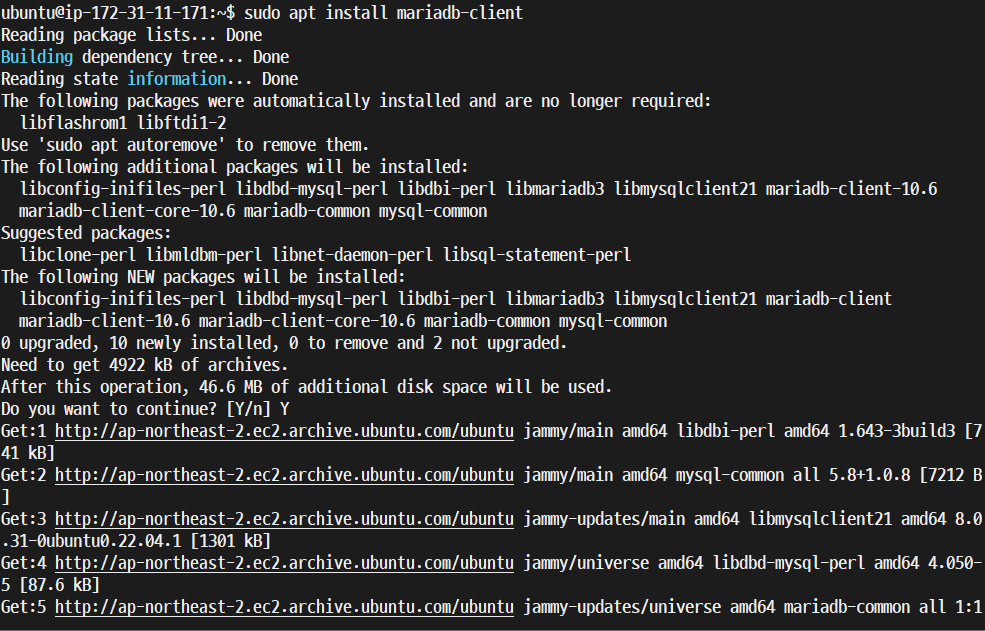 ubuntu@ip-172-31-11-171:~$ sudo apt install mariadb-client
Reading package lists... Done
Building dependency tree... Done
Reading state information... Done
The following packages were automatically installed and are no longer required:
  libflashrom1 libftdi1-2
Use 'sudo apt autoremove' to remove them.
The following additional packages will be installed:
  libconfig-inifiles-perl libdbd-mysql-perl libdbi-perl libmariadb3 libmysqlclient21 mariadb-client-10.6
  mariadb-client-core-10.6 mariadb-common mysql-common
Suggested packages:
  libclone-perl libmldbm-perl libnet-daemon-perl libsql-statement-perl
The following NEW packages will be installed:
  libconfig-inifiles-perl libdbd-mysql-perl libdbi-perl libmariadb3 libmysqlclient21 mariadb-client
  mariadb-client-10.6 mariadb-client-core-10.6 mariadb-common mysql-common
0 upgraded, 10 newly installed, 0 to remove and 2 not upgraded.
Need to get 4922 kB of archives.
After this operation, 46.6 MB of additional disk space will be used.
Do you want to continue? [Y/n] Y
Get:1 http://ap-northeast-2.ec2.archive.ubuntu.com/ubuntu jammy/main amd64 libdbi-perl amd64 1.643-3build3 [7
41 kB]
Get:2 http://ap-northeast-2.ec2.archive.ubuntu.com/ubuntu jammy/main amd64 mysql-common all 5.8+1.0.8 [7212 B
]
Get:3 http://ap-northeast-2.ec2.archive.ubuntu.com/ubuntu jammy-updates/main amd64 libmysqlclient21 amd64 8.0
.31-0ubuntu0.22.04.1 [1301 kB]
Get:4 http://ap-northeast-2.ec2.archive.ubuntu.com/ubuntu jammy/universe amd64 libdbd-mysql-perl amd64 4.050-
5 [87.6 kB]
Get:5 http://ap-northeast-2.ec2.archive.ubuntu.com/ubuntu jammy-updates/universe amd64 mariadb-common all 1:1